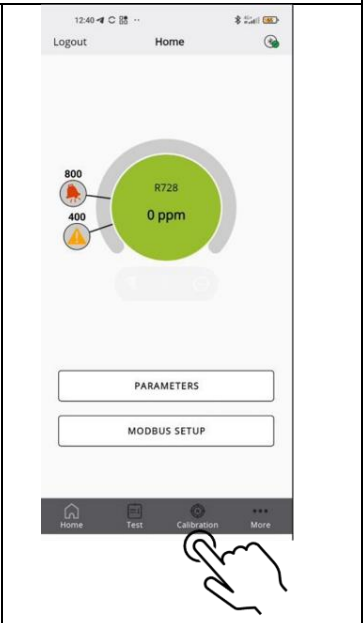 12:40
Logout Home
800
R728
400
0 ppm
PARAMETERS
MODBUS SETUP
Home Test Calibration More